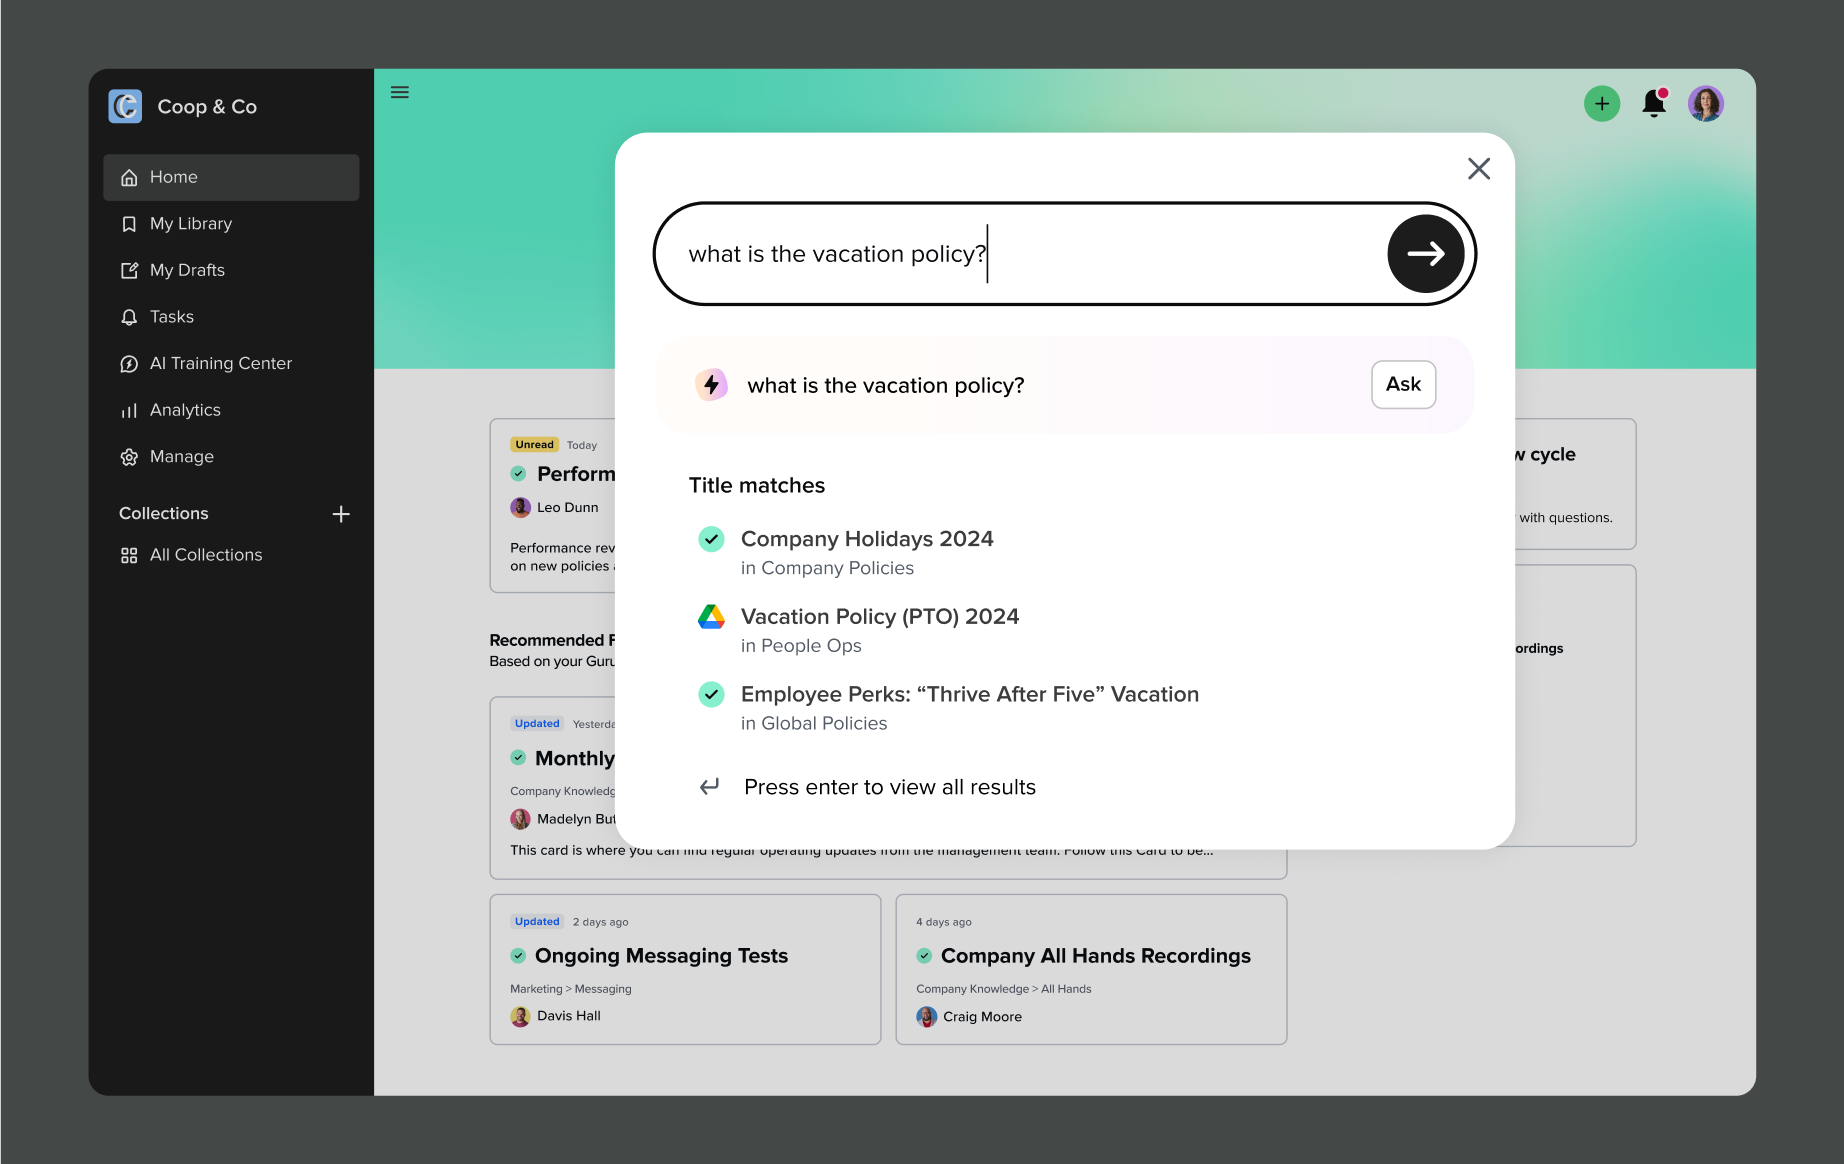 Coop & Co
Home
My Library
My Drafts
Tasks
AI Training Center
Analytics
Manage
Collections
All Collections
what is the vacation policy?
what is the vacation policy?
Ask
Title matches
Company Holidays 2024
in Company Policies
Vacation Policy (PTO) 2024
in People Ops
Employee Perks: “Thrive After Five” Vacation
in Global Policies
Press enter to view all results
Unread Today
Perform
Leo Dunn
Performance rev
on new policies
Recommended F
Based on your Guru
Updated Yesterda
Monthly
Company Knowledg
Madelyn But
This card is where you can find regular operating updates from the management team. Follow this Card to be...
Updated 2 days ago
Ongoing Messaging Tests
Marketing > Messaging
Davis Hall
4 days ago
Company All Hands Recordings
Company Knowledge > All Hands
Craig Moore
w cycle
with questions.
ordings